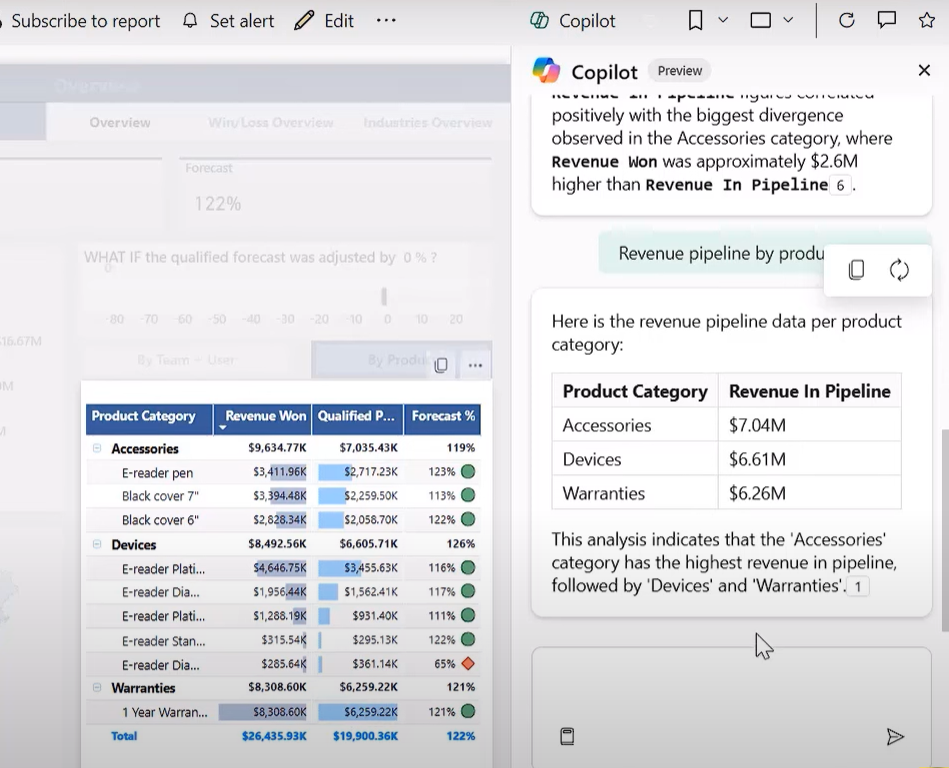 Subscribe to report Set alert Edit ... Copilot
Overview
Overview Win/Loss Overview Industries Overview
Forecast
122%
WHAT IF the qualified forecast was adjusted by 0 % ?
0
-80 -70 -60 -50 -40 -30 -20 -10 0 10 20
$16.67M
By Team - User By Produ
Product Category Revenue Won Qualified P... Forecast %
Accessories $9,634.77K $7,035.43K 119%
E-reader pen $3,411.96K $2,717.23K 123%
Black cover 7" $3,394.48K $2,259.50K 113%
Black cover 6" $2,828.34K $2,058.70K 122%
Devices $8,492.56K $6,605.71K 126%
E-reader Plati... $4,646.75K $3,455.63K 116%
E-reader Dia... $1,956.44K $1,562.41K 117%
E-reader Plati... $1,288.19K $931.40K 111%
E-reader Stan... $315.54K $295.13K 122%
E-reader Dia... $285.64K $361.14K 65%
Warranties $8,308.60K $6,259.22K 121%
1 Year Warran... $8,308.60K $6,259.22K 121%
Total $26,435.93K $19,900.36K 122%
Copilot Preview
Revenue In Pipeline figures correlated
positively with the biggest divergence
observed in the Accessories category, where
Revenue Won was approximately $2.6M
higher than Revenue In Pipeline 6 .
Revenue pipeline by produ
Here is the revenue pipeline data per product
category:
Product Category Revenue In Pipeline
Accessories $7.04M
Devices $6.61M
Warranties $6.26M
This analysis indicates that the 'Accessories'
category has the highest revenue in pipeline,
followed by 'Devices' and 'Warranties'. 1